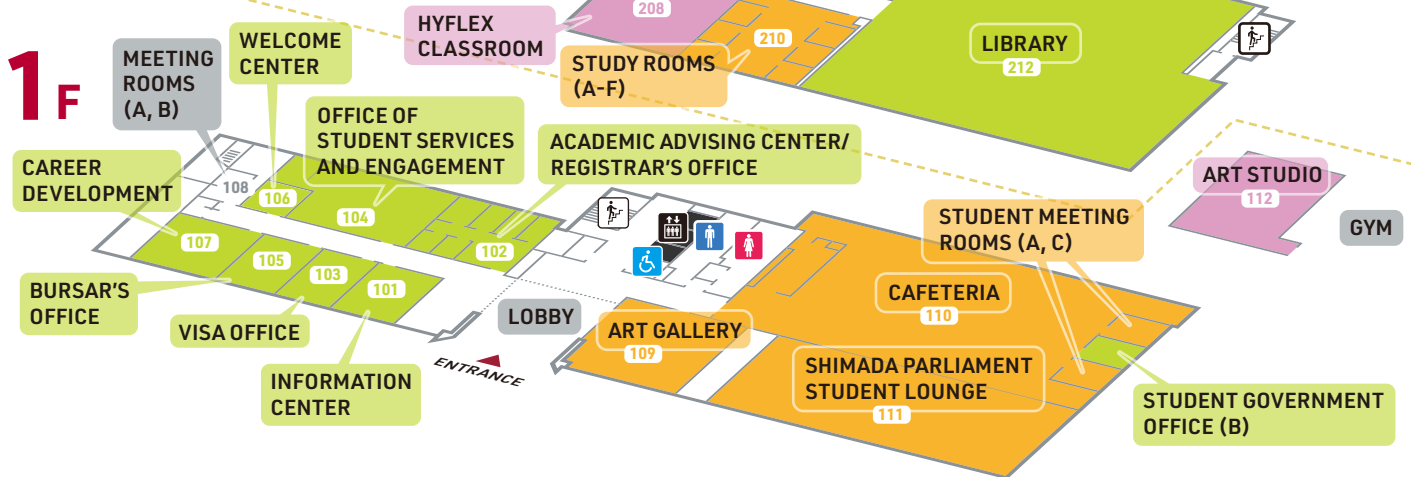 1F
HYFLEX
CLASSROOM
208
210
STUDY ROOMS
(A-F)
LIBRARY
212
MEETING
ROOMS
(A, B)
108
WELCOME
CENTER
106
OFFICE OF
STUDENT SERVICES
AND ENGAGEMENT
104
ACADEMIC ADVISING CENTER/
REGISTRAR'S OFFICE
102
CAREER
DEVELOPMENT
107
105
103
101
BURSAR'S
OFFICE
VISA OFFICE
INFORMATION
CENTER
LOBBY
ENTRANCE
ART GALLERY
109
CAFETERIA
110
SHIMADA PARLIAMENT
STUDENT LOUNGE
111
STUDENT MEETING
ROOMS (A, C)
STUDENT GOVERNMENT
OFFICE (B)
ART STUDIO
112
GYM